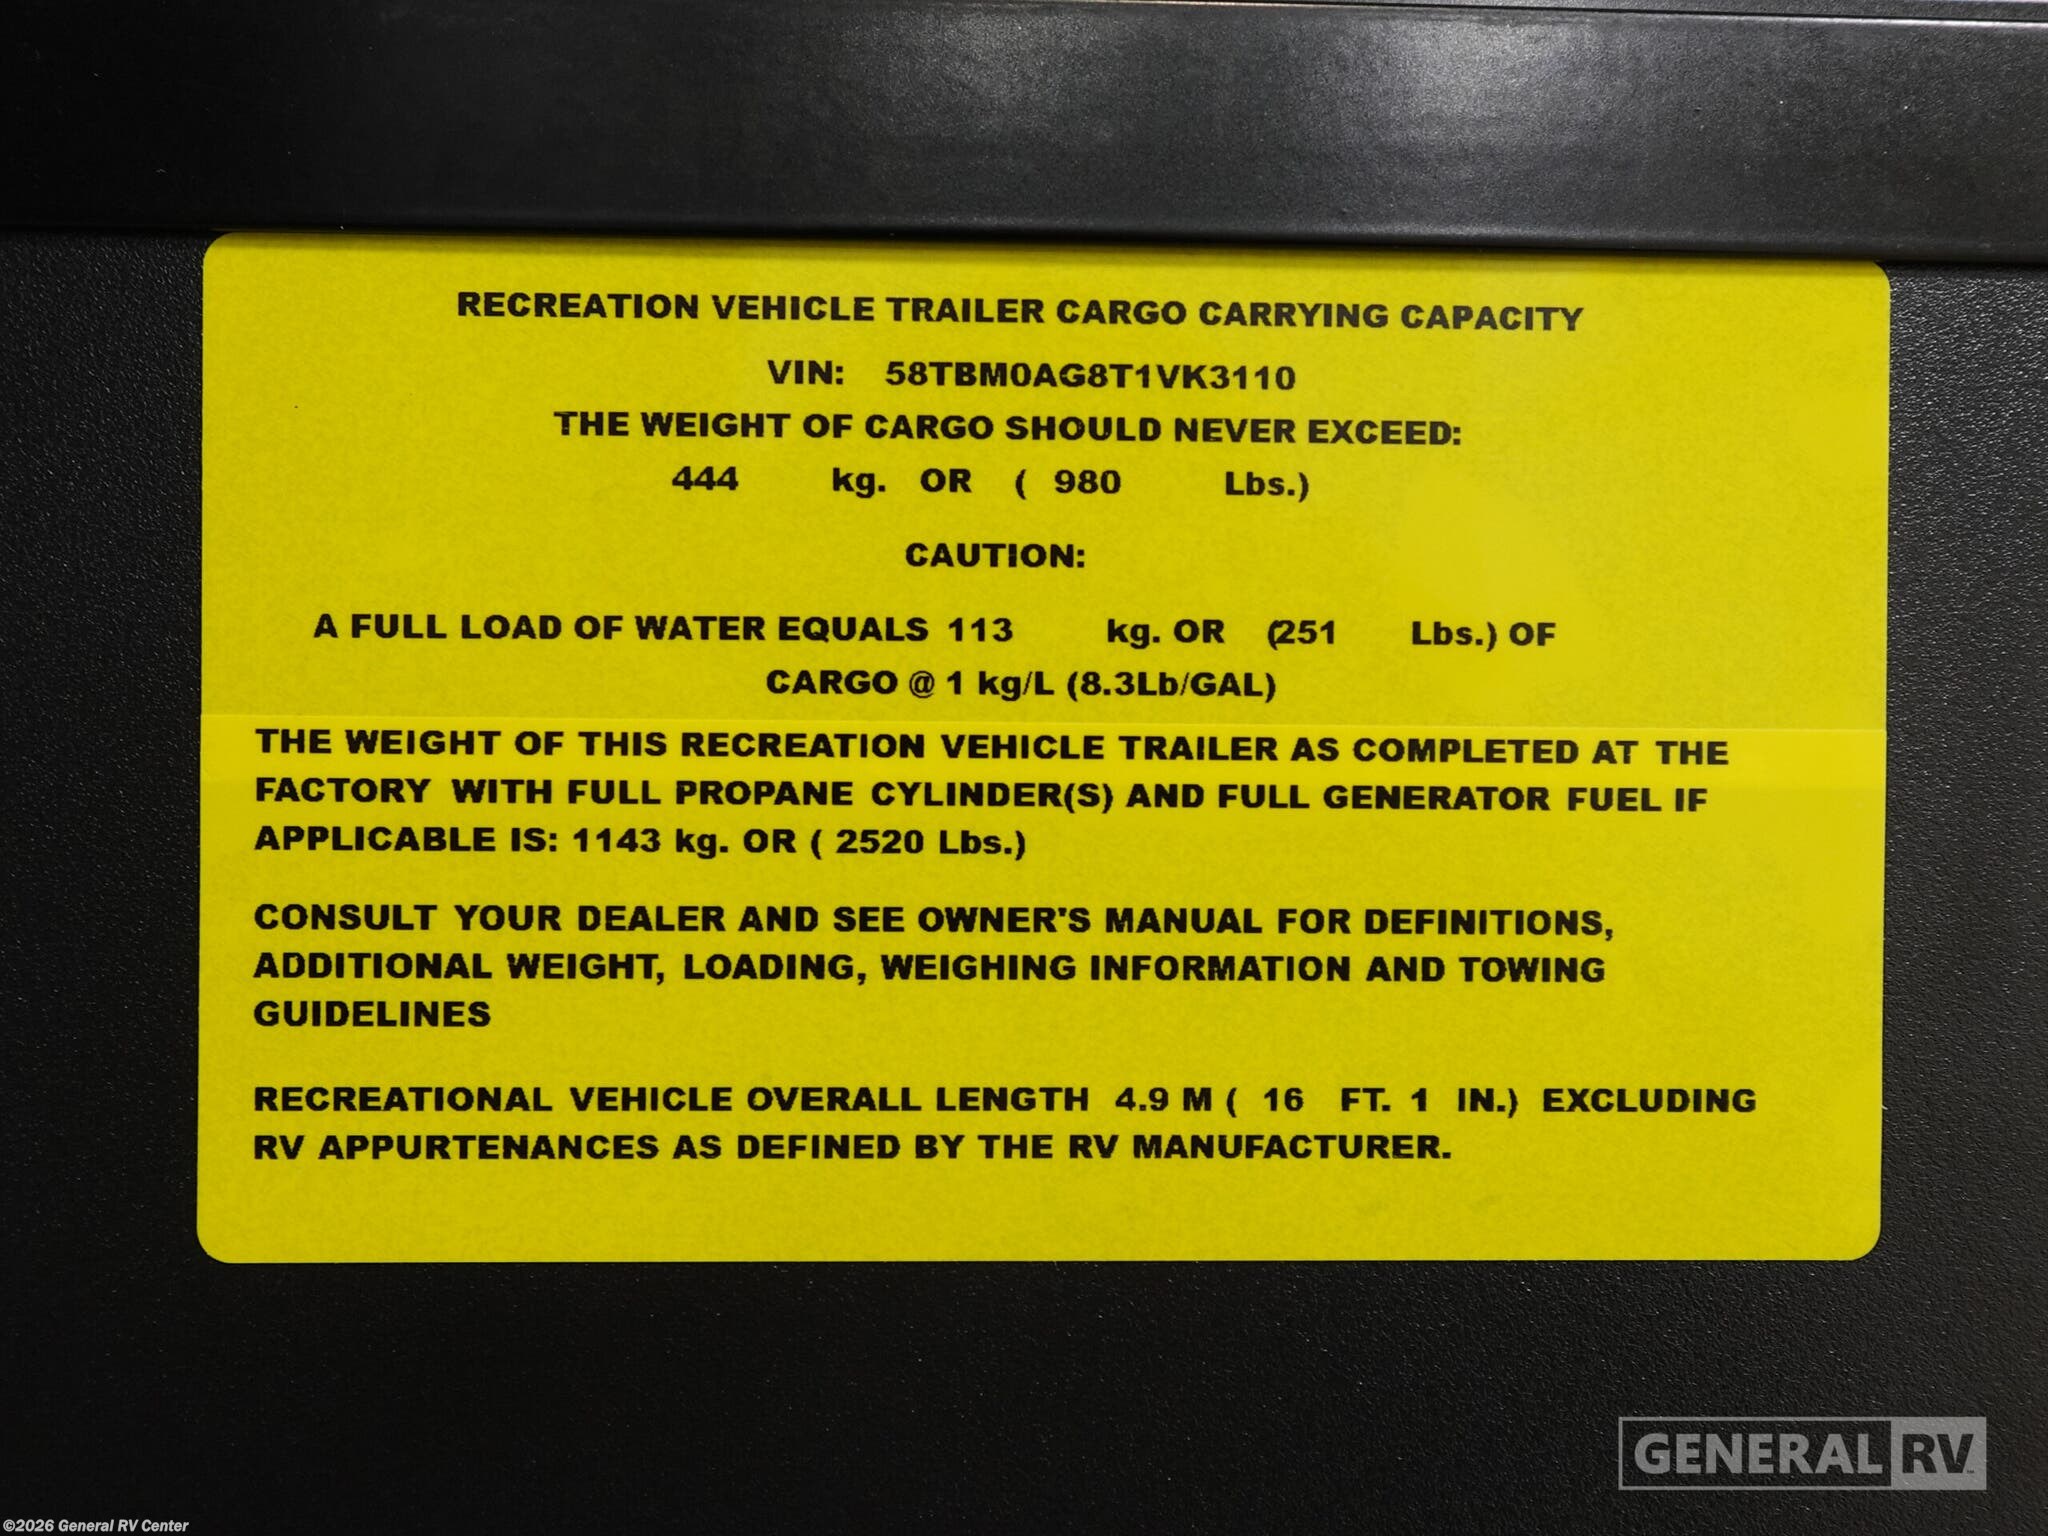 RECREATION VEHICLE TRAILER CARGO CARRYING CAPACITY
VIN: 58TBM0AG8T1VK3110
THE WEIGHT OF CARGO SHOULD NEVER EXCEED:
444 kg. OR ( 980 Lbs.)
CAUTION:
A FULL LOAD OF WATER EQUALS 113 kg. OR (251 Lbs.) OF
CARGO @ 1 kg/L (8.3Lb/GAL)
THE WEIGHT OF THIS RECREATION VEHICLE TRAILER AS COMPLETED AT THE
FACTORY WITH FULL PROPANE CYLINDER(S) AND FULL GENERATOR FUEL IF
APPLICABLE IS: 1143 kg. OR ( 2520 Lbs.)
CONSULT YOUR DEALER AND SEE OWNER'S MANUAL FOR DEFINITIONS,
ADDITIONAL WEIGHT, LOADING, WEIGHING INFORMATION AND TOWING
GUIDELINES
RECREATIONAL VEHICLE OVERALL LENGTH 4.9 M ( 16 FT. 1 IN.) EXCLUDING
RV APPURTENANCES AS DEFINED BY THE RV MANUFACTURER.
GENERAL RV
©2026 General RV Center